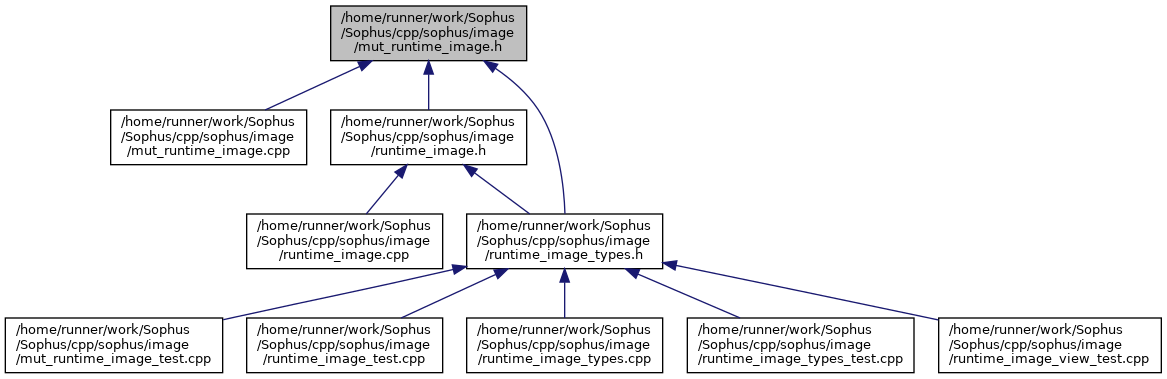 /home/runner/work/Sophus
/Sophus/cpp/sophus/image
/mut_runtime_image.h
/home/runner/work/Sophus
/Sophus/cpp/sophus/image
/mut_runtime_image.cpp
/home/runner/work/Sophus
/Sophus/cpp/sophus/image
/runtime_image.h
/home/runner/work/Sophus
/Sophus/cpp/sophus/image
/runtime_image.cpp
/home/runner/work/Sophus
/Sophus/cpp/sophus/image
/runtime_image_types.h
/home/runner/work/Sophus
/Sophus/cpp/sophus/image
/mut_runtime_image_test.cpp
/home/runner/work/Sophus
/Sophus/cpp/sophus/image
/runtime_image_test.cpp
/home/runner/work/Sophus
/Sophus/cpp/sophus/image
/runtime_image_types.cpp
/home/runner/work/Sophus
/Sophus/cpp/sophus/image
/runtime_image_types_test.cpp
/home/runner/work/Sophus
/Sophus/cpp/sophus/image
/runtime_image_view_test.cpp